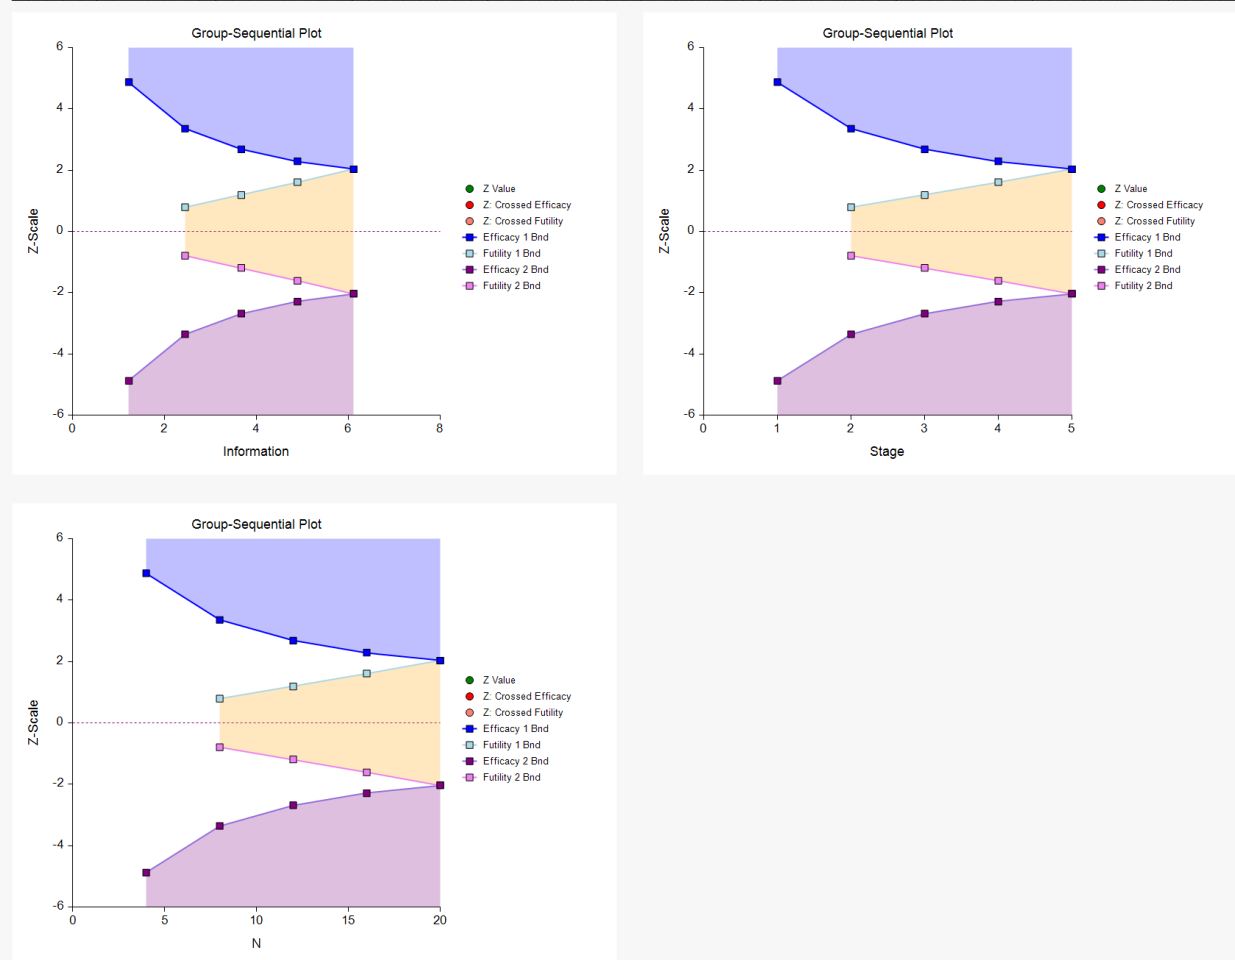 Group-Sequential Plot
6
4
2
0
-2
-4
-6
Z-Scale
0
2
4
6
8
Information
Z Value
Z: Crossed Efficacy
Z: Crossed Futility
Efficacy 1 Bnd
Futility 1 Bnd
Efficacy 2 Bnd
Futility 2 Bnd
Group-Sequential Plot
6
4
2
0
-2
-4
-6
Z-Scale
0
1
2
3
4
5
Stage
Z Value
Z: Crossed Efficacy
Z: Crossed Futility
Efficacy 1 Bnd
Futility 1 Bnd
Efficacy 2 Bnd
Futility 2 Bnd
Group-Sequential Plot
6
4
2
0
-2
-4
-6
Z-Scale
0
5
10
15
20
N
Z Value
Z: Crossed Efficacy
Z: Crossed Futility
Efficacy 1 Bnd
Futility 1 Bnd
Efficacy 2 Bnd
Futility 2 Bnd